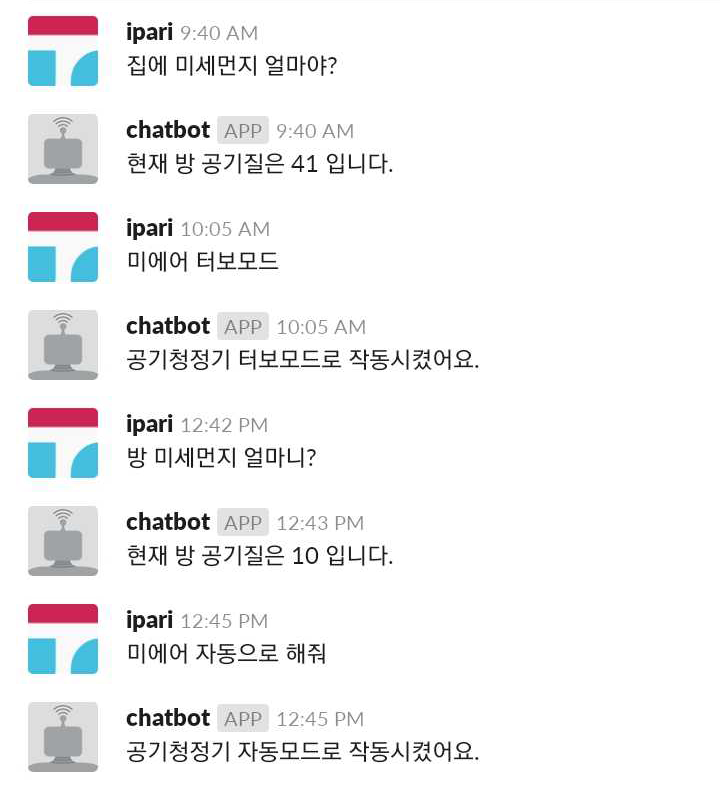 ipari 9:40 AM
집에 미세먼지 얼마야?
chatbot APP 9:40 AM
현재 방 공기질은 41 입니다.
ipari 10:05 AM
미에어 터보모드
chatbot APP 10:05 AM
공기청정기 터보모드로 작동시켰어요.
ipari 12:42 PM
방 미세먼지 얼마니?
chatbot APP 12:43 PM
현재 방 공기질은 10 입니다.
ipari 12:45 PM
미에어 자동으로 해줘
chatbot APP 12:45 PM
공기청정기 자동모드로 작동시켰어요.